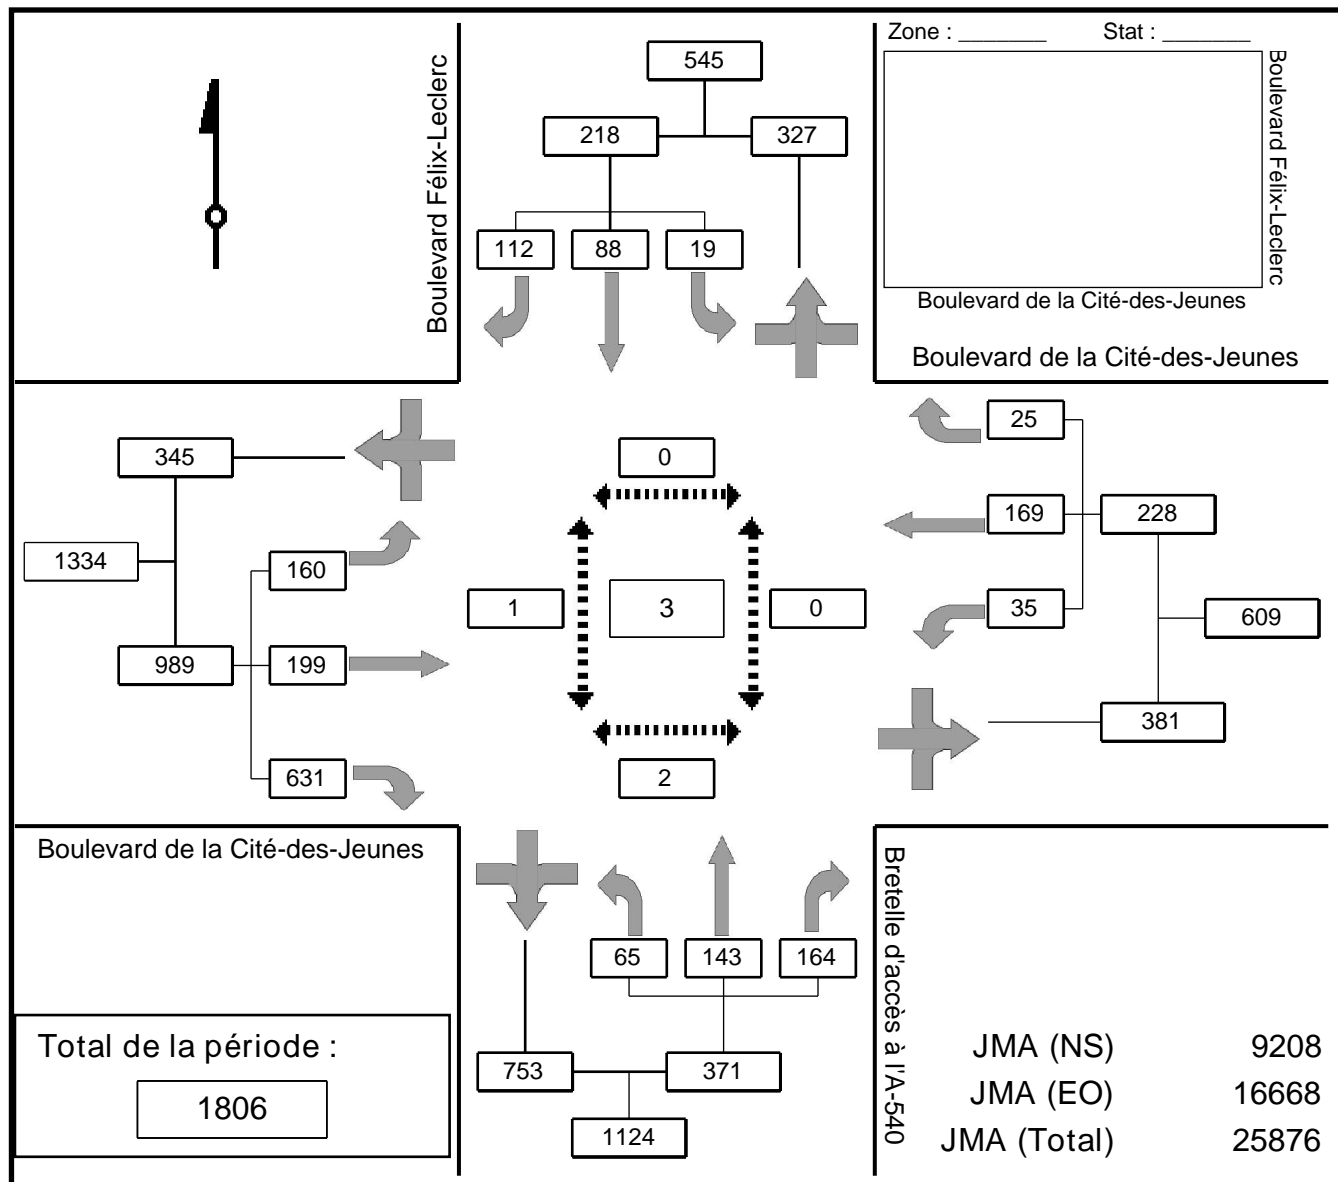 Zone : _______ Stat : _______
545
Boulevard Félix-Leclerc
Boulevard Félix-Leclerc
218 327
112 88 19
Boulevard de la Cité-des-Jeunes
Boulevard de la Cité-des-Jeunes
25
345 0
169 228
1334 160
1 3 0 35 609
989 199
381
631 2
Boulevard de la Cité-des-Jeunes
Bretelle d'accès à l'A-540
65 143 164
Total de la période :
753 371
1806
1124
JMA (NS) 9208
JMA (EO) 16668
JMA (Total) 25876